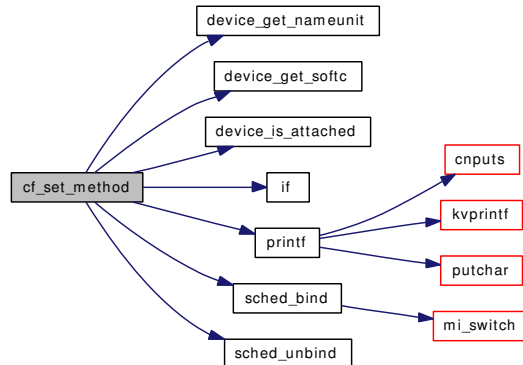 device_get_nameunit
device_get_softc
device_is_attached
cf_set_method
if
printf
sched_bind
sched_unbind
cnputs
kvprintf
putchar
mi_switch